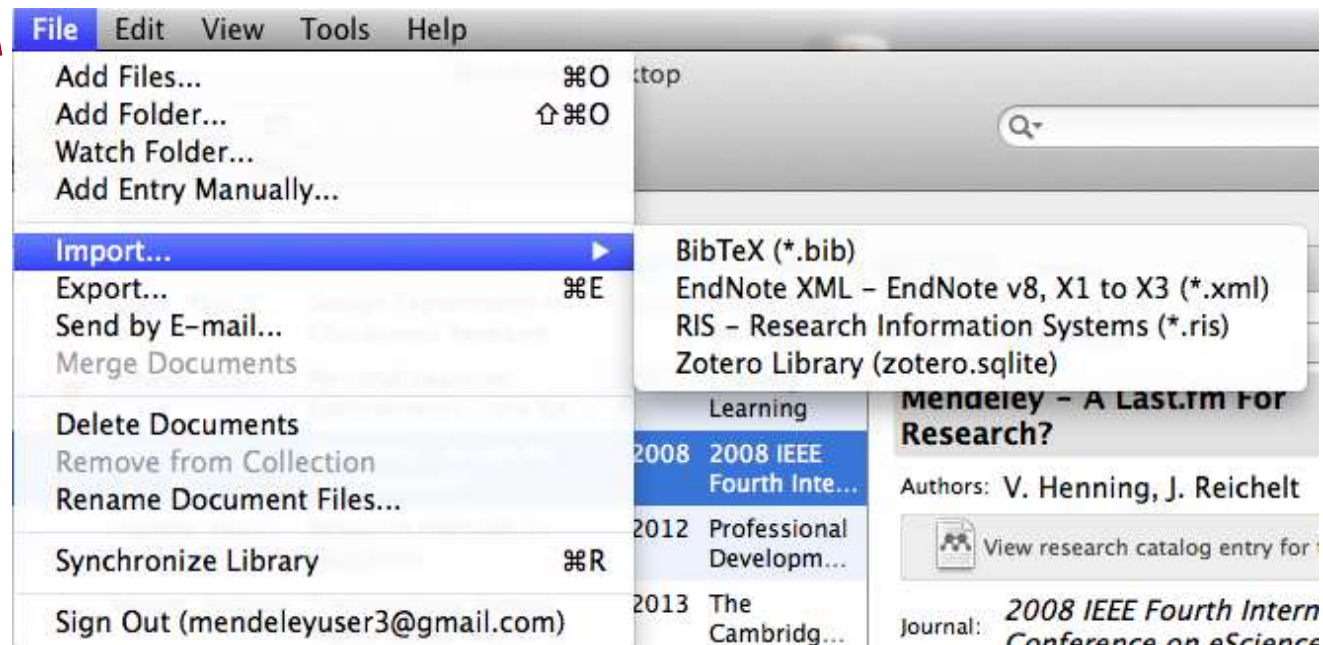 File Edit View Tools Help
Add Files... ⌘O
Add Folder... ⇧⌘O
Watch Folder...
Add Entry Manually...
Import...
Export... ⌘E
Send by E-mail...
Merge Documents
Delete Documents
Remove from Collection
Rename Document Files...
Synchronize Library ⌘R
Sign Out (mendeleyuser3@gmail.com)
BibTeX (*.bib)
EndNote XML – EndNote v8, X1 to X3 (*.xml)
RIS – Research Information Systems (*.ris)
Zotero Library (zotero.sqlite)
ktop
Learning
2008 2008 IEEE
Fourth Inte...
2012 Professional
Developm...
2013 The
Cambridg...
Mendeley – A Last.fm For
Research?
Authors: V. Henning, J. Reichelt
View research catalog entry for t
Journal: 2008 IEEE Fourth Intern
Conference on eScience